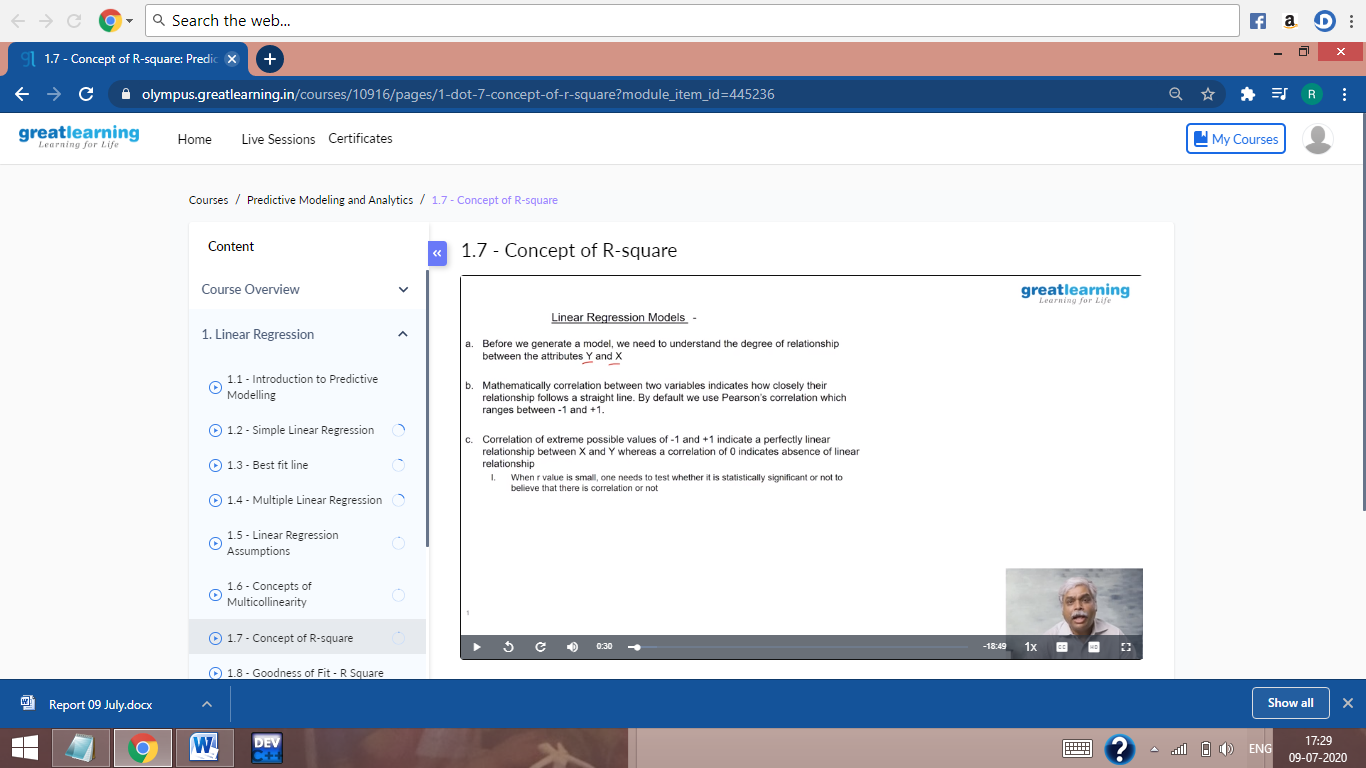 Search the web...
1.7 - Concept of R-square: Predic
olympus.greatlearning.in/courses/10916/pages/1-dot-7-concept-of-r-square?module_item_id=445236
R
greatlearning
Learning for Life
Home
Live Sessions
Certificates
My Courses
Courses / Predictive Modeling and Analytics / 1.7 - Concept of R-square
Content
Course Overview
1. Linear Regression
1.1 - Introduction to Predictive
Modelling
1.2 - Simple Linear Regression
1.3 - Best fit line
1.4 - Multiple Linear Regression
1.5 - Linear Regression
Assumptions
1.6 - Concepts of
Multicollinearity
1.7 - Concept of R-square
1.8 - Goodness of Fit - R Square
1.7 - Concept of R-square
greatlearning
Learning for Life
Linear Regression Models -
a. Before we generate a model, we need to understand the degree of relationship
between the attributes Y and X
b. Mathematically correlation between two variables indicates how closely their
relationship follows a straight line. By default we use Pearson's correlation which
ranges between -1 and +1.
c. Correlation of extreme possible values of -1 and +1 indicate a perfectly linear
relationship between X and Y whereas a correlation of 0 indicates absence of linear
relationship
I. When r value is small, one needs to test whether it is statistically significant or not to
believe that there is correlation or not
1
0:30
-18:49
1x
CC
HD
Report 09 July.docx
Show all
DEV
C++
ENG
17:29
09-07-2020